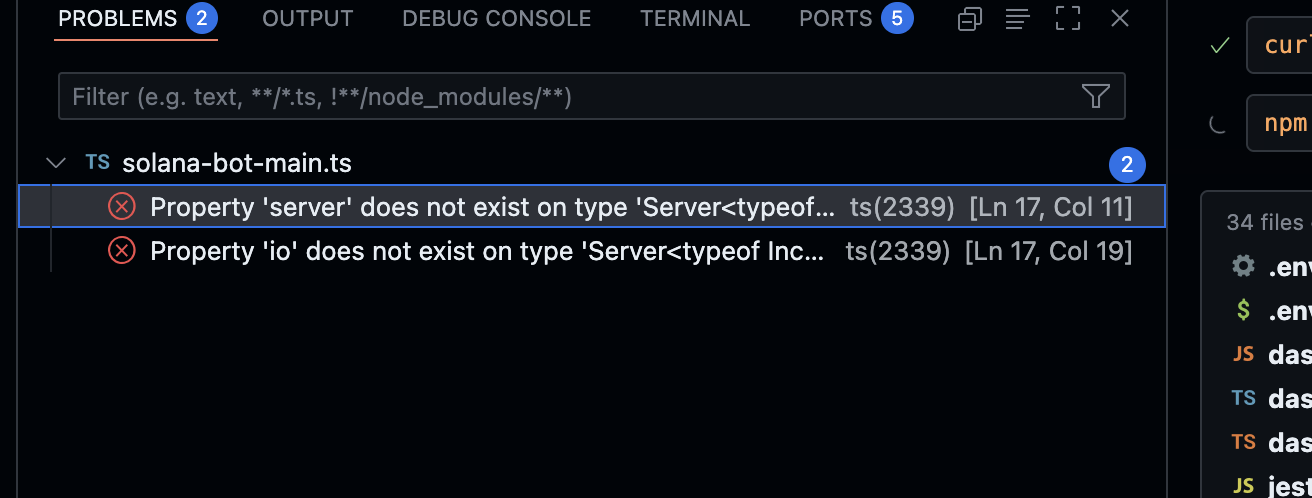 PROBLEMS 2 OUTPUT DEBUG CONSOLE TERMINAL PORTS 5
Filter (e.g. text, **/*.ts, !**/node_modules/**)
TS solana-bot-main.ts 2
Property 'server' does not exist on type 'Server<typeof... ts(2339) [Ln 17, Col 11]
Property 'io' does not exist on type 'Server<typeof Inc... ts(2339) [Ln 17, Col 19]
npm
34 files
$ .env
JS das
TS das
TS das
JS jest